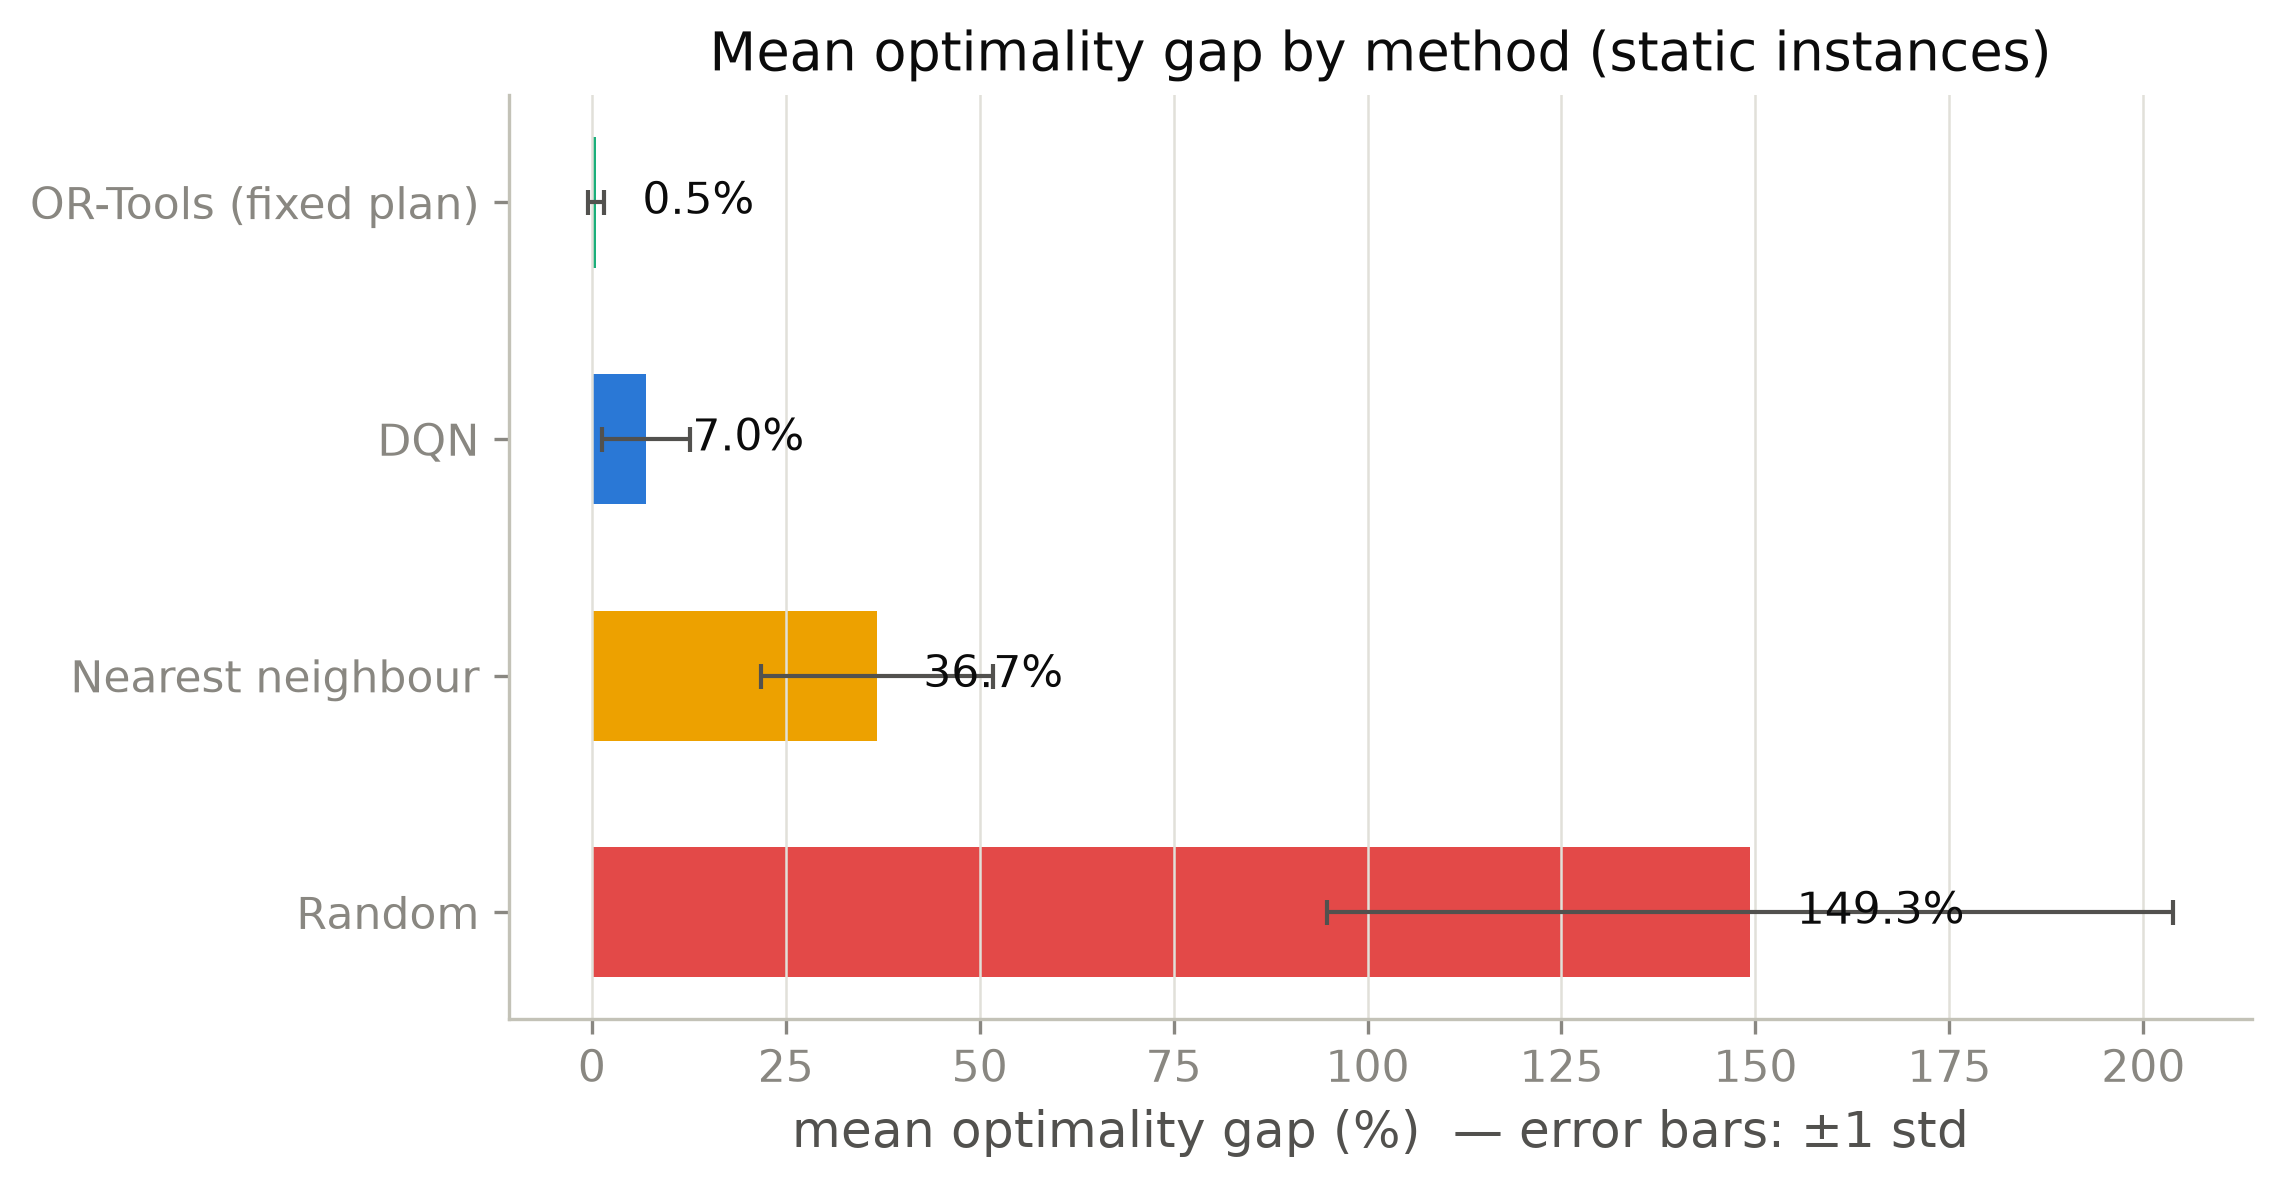 Mean optimality gap by method (static instances)
OR-Tools (fixed plan)
0.5%
DQN
7.0%
Nearest neighbour
36.7%
Random
149.3%
0 25 50 75 100 125 150 175 200
mean optimality gap (%) — error bars: ±1 std